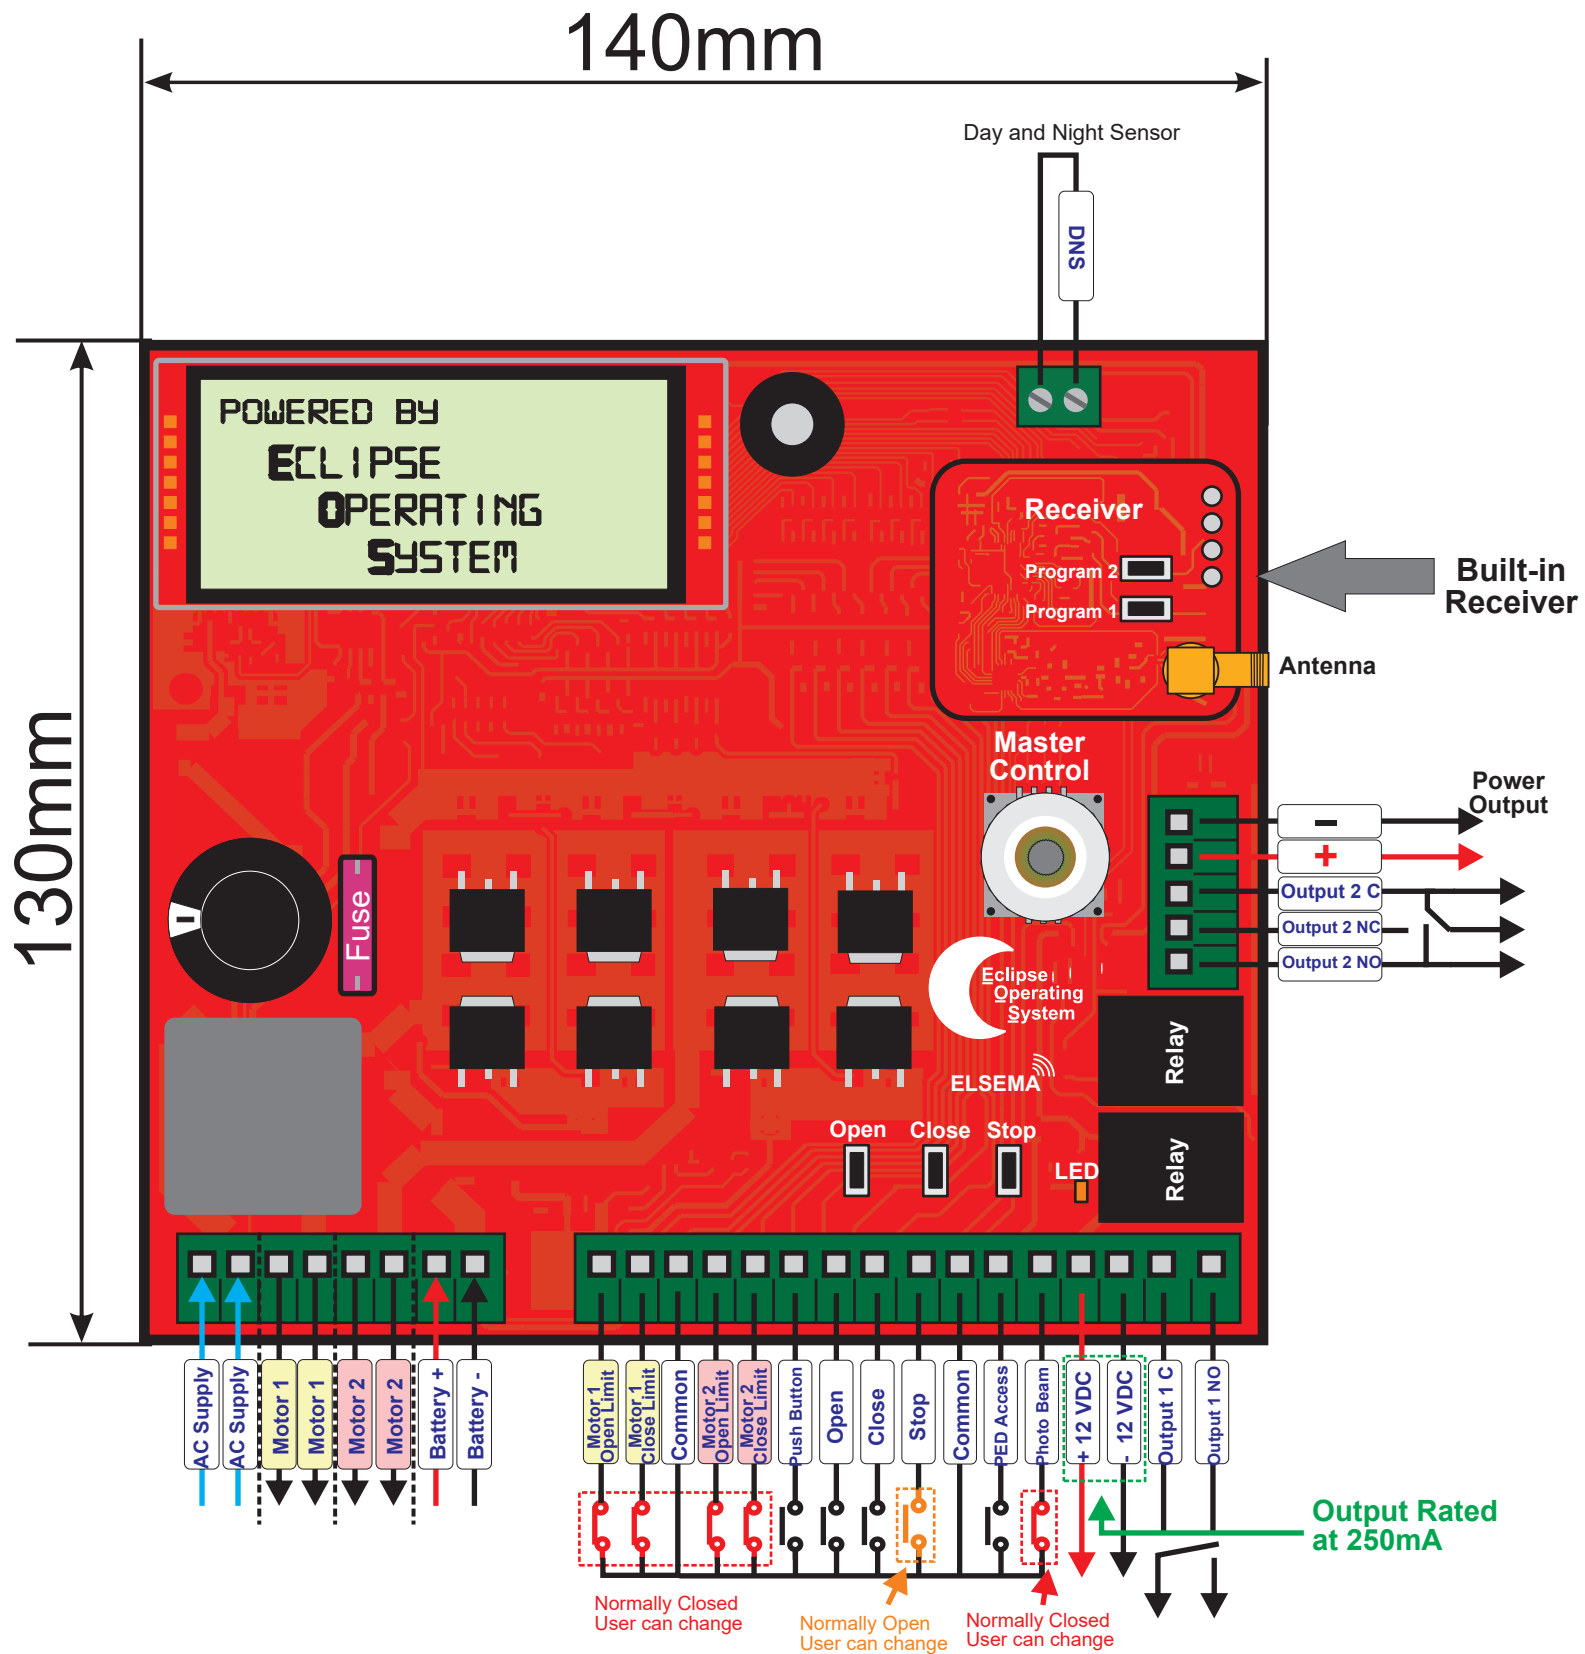 140mm
Day and Night Sensor
DNS
130mm
POWERED BY
ECLIPSE
OPERATING
SYSTEM
Receiver
Program 2
Program 1
Built-in
Receiver
Antenna
Master
Control
Power
Output
-
+
Output 2 C
Output 2 NC
Output 2 NO
Fuse
Eclipse
Operating
System
ELSEMA
Relay
Relay
Open
Close
Stop
LED
AC Supply
AC Supply
Motor 1
Motor 1
Motor 2
Motor 2
Battery +
Battery -
Motor 1
Open Limit
Motor 1
Close Limit
Common
Motor 2
Open Limit
Motor 2
Close Limit
Push Button
Open
Close
Stop
Common
PED Access
Photo Beam
+ 12 VDC
- 12 VDC
Output 1 C
Output 1 NO
Output Rated
at 250mA
Normally Closed
User can change
Normally Open
User can change
Normally Closed
User can change